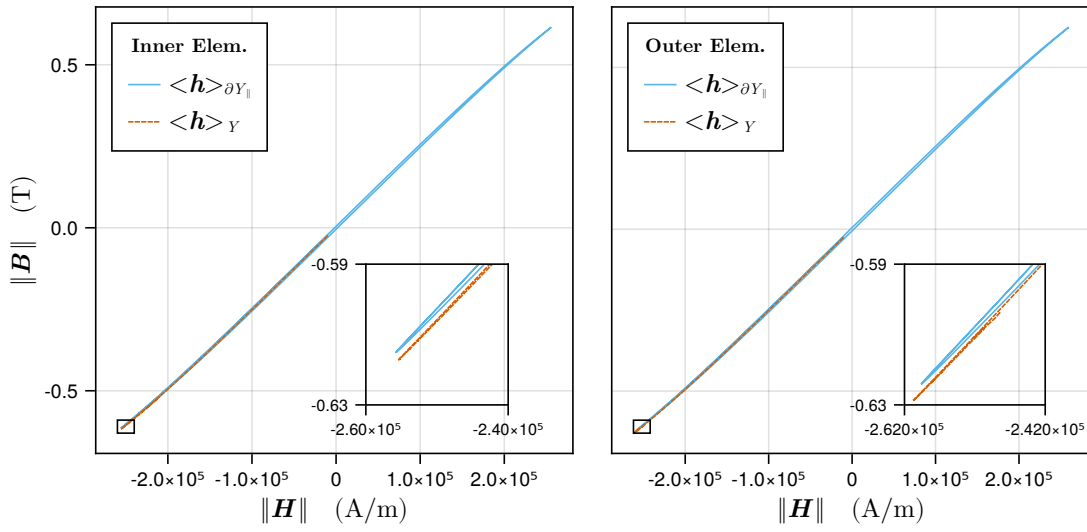 Inner Elem.
<h>∂Y∥
<h>Y
0.5
0.0
-0.5
‖B‖ (T)
-0.59
-0.63
-2.60×10⁵ -2.40×10⁵
-2.0×10⁵ -1.0×10⁵ 0 1.0×10⁵ 2.0×10⁵
‖H‖ (A/m)
Outer Elem.
<h>∂Y∥
<h>Y
-0.59
-0.63
-2.620×10⁵ -2.420×10⁵
-2.0×10⁵ -1.0×10⁵ 0 1.0×10⁵ 2.0×10⁵
‖H‖ (A/m)